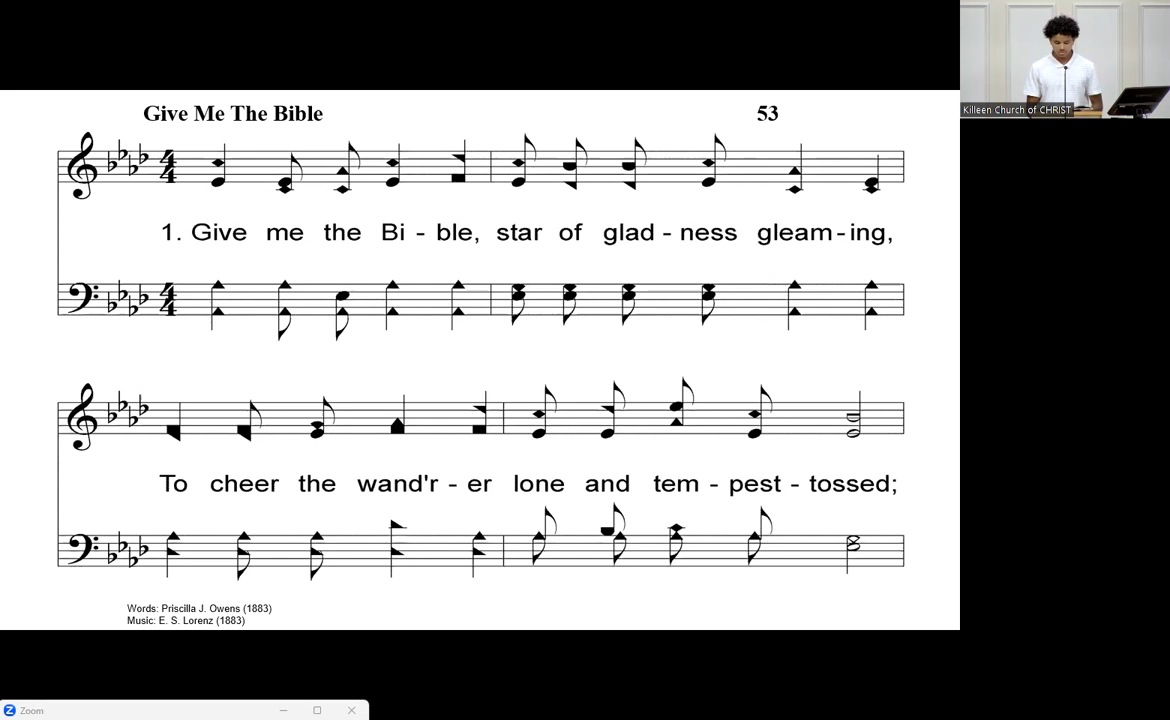 Give Me The Bible 53
1. Give me the Bi - ble, star of glad - ness gleam - ing,
To cheer the wand'r - er lone and tem - pest - tossed;
Words: Priscilla J. Owens (1883)
Music: E. S. Lorenz (1883)
Killeen Church of CHRIST
Zoom